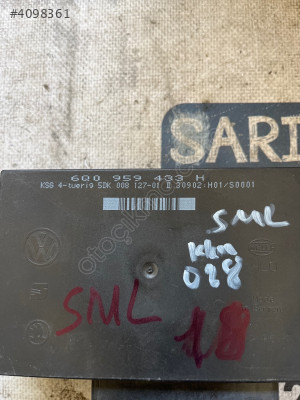 #4098361
SARI
6Q0 959 433 H
KSG 4-tuerig SDK 008 127-01 D 30902 H01/S0001
SML
kkm
028
SML
18